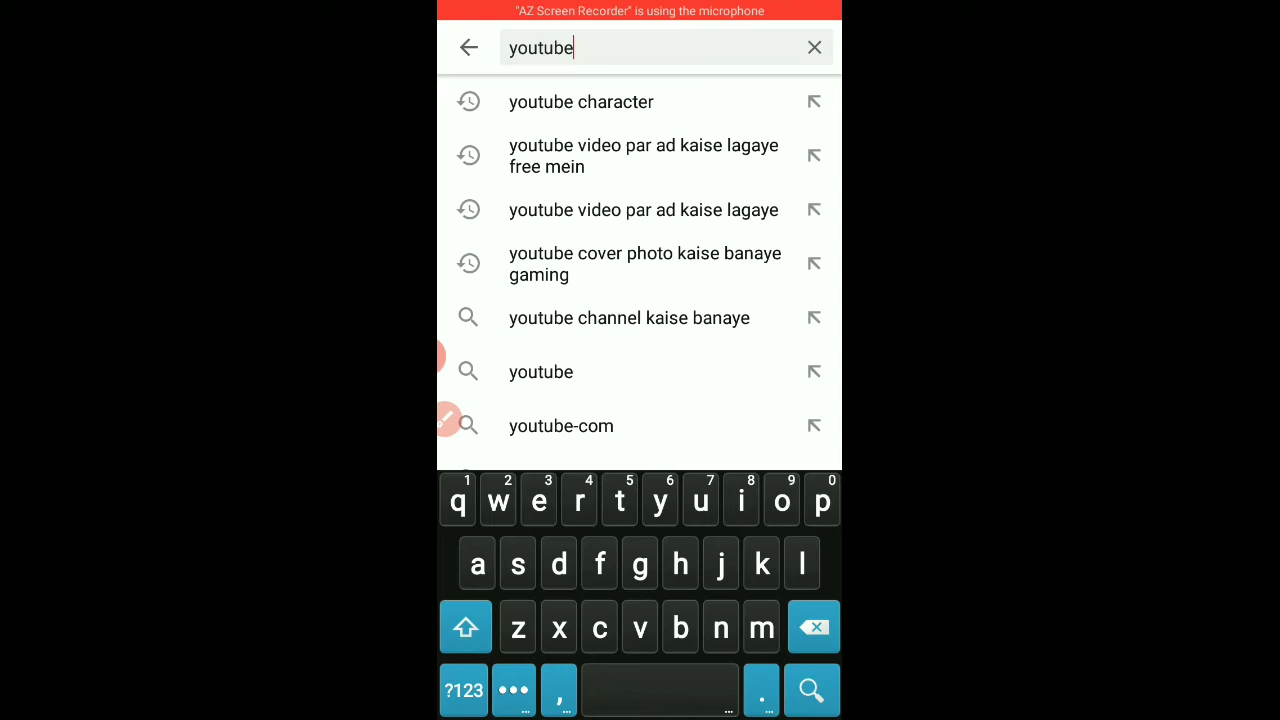 "AZ Screen Recorder" is using the microphone
youtube
youtube character
youtube video par ad kaise lagaye
free mein
youtube video par ad kaise lagaye
youtube cover photo kaise banaye
gaming
youtube channel kaise banaye
youtube
youtube-com
1 2 3 4 5 6 7 8 9 0
q w e r t y u i o p
a s d f g h j k l
z x c v b n m
?123 ••• , .